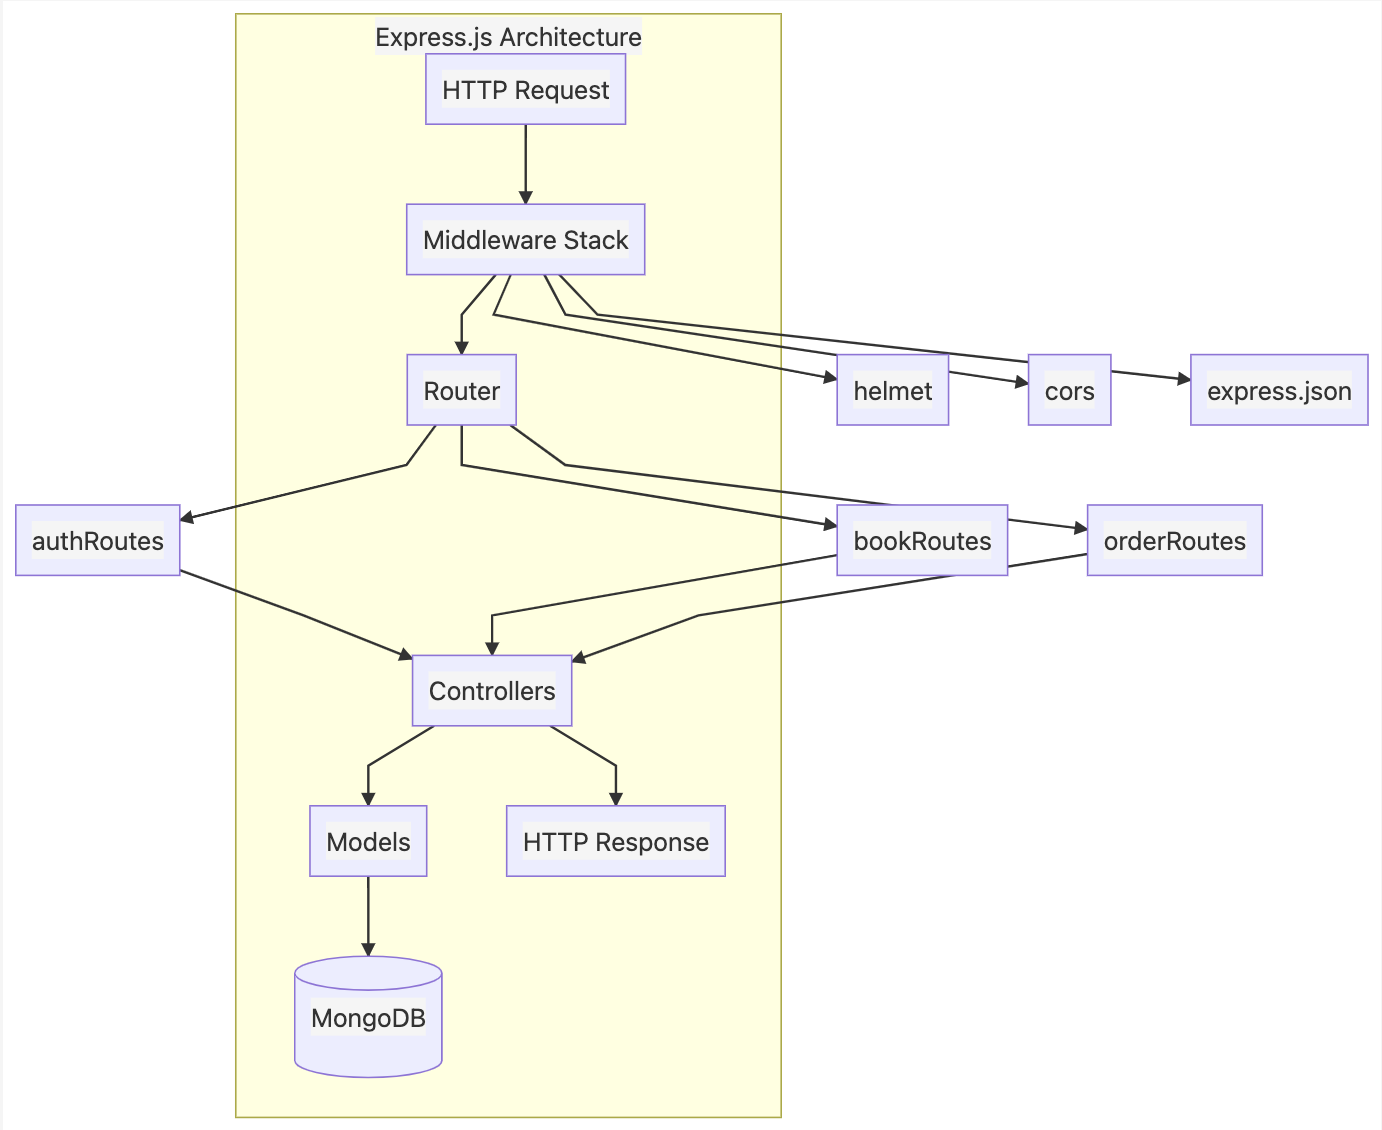 Express.js Architecture
HTTP Request
Middleware Stack
Router
helmet
cors
express.json
authRoutes
bookRoutes
orderRoutes
Controllers
Models
HTTP Response
MongoDB